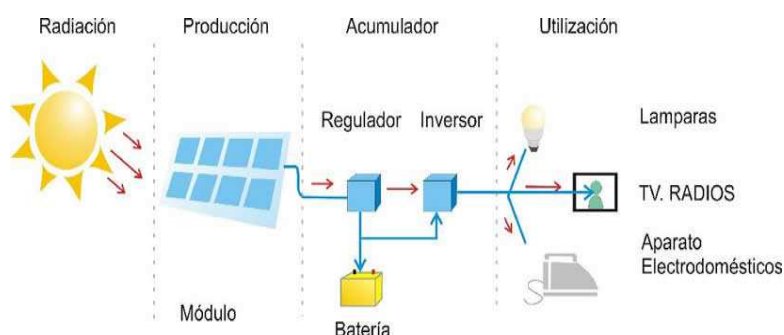 Radiación
Producción
Acumulador
Utilización
Regulador
Inversor
Lamparas
TV. RADIOS
Aparato
Electrodomésticos
Módulo
Batería